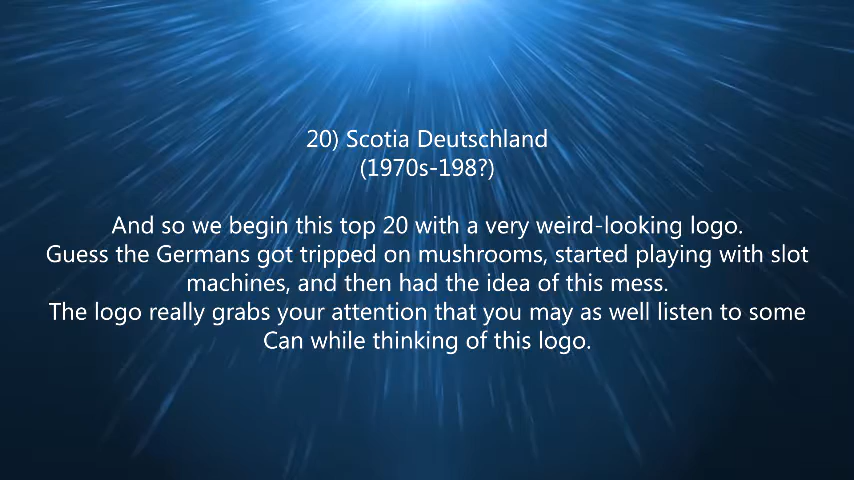 20) Scotia Deutschland
(1970s-198?)
And so we begin this top 20 with a very weird-looking logo.
Guess the Germans got tripped on mushrooms, started playing with slot
machines, and then had the idea of this mess.
The logo really grabs your attention that you may as well listen to some
Can while thinking of this logo.